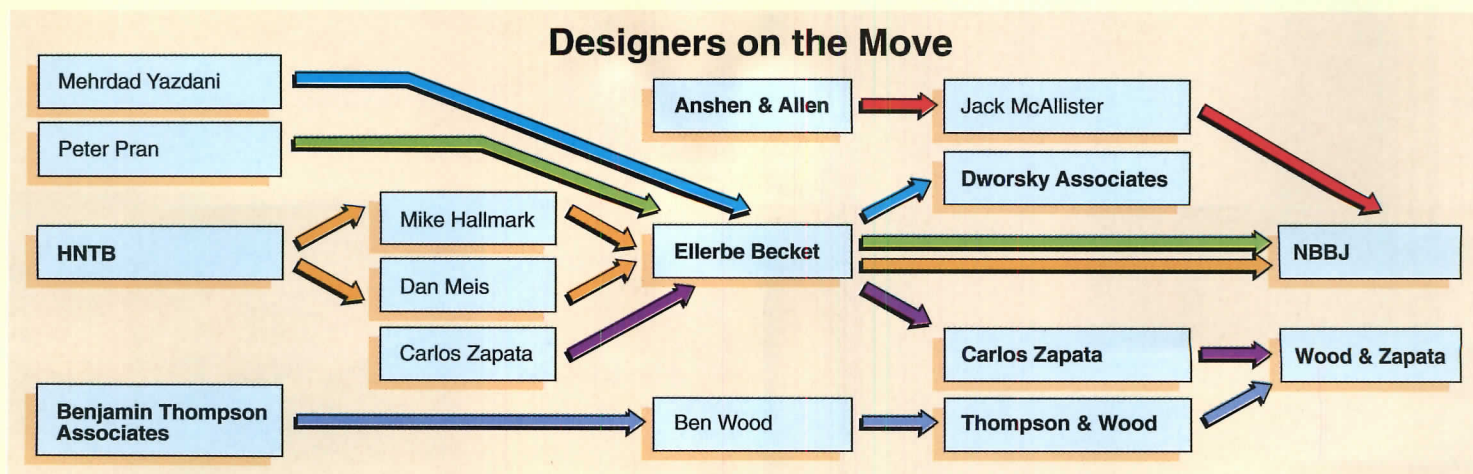 Designers on the Move
Mehrdad Yazdani
Peter Pran
HNTB
Benjamin Thompson
Associates
Mike Hallmark
Dan Meis
Carlos Zapata
Anshen & Allen
Ellerbe Becket
Ben Wood
Jack McAllister
Dworsky Associates
Carlos Zapata
Thompson & Wood
NBBJ
Wood & Zapata